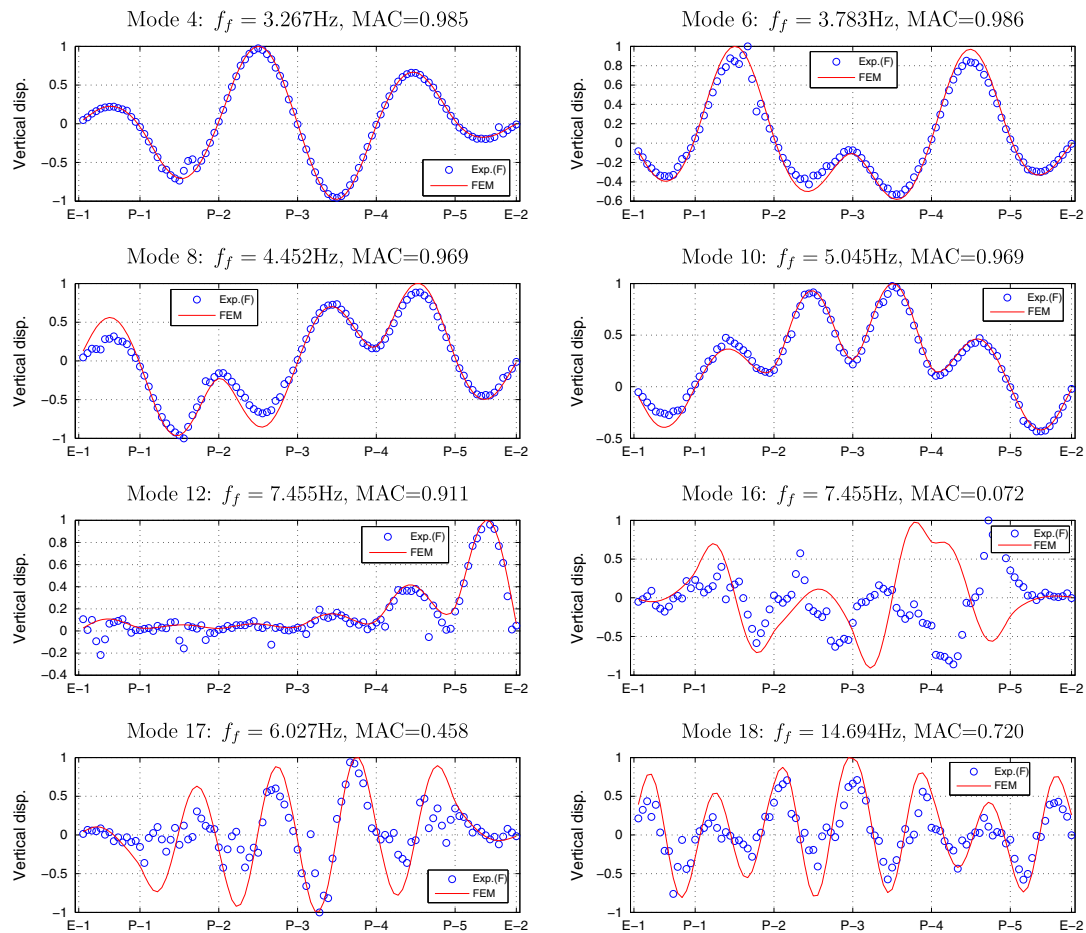 Mode 4: f_f = 3.267Hz, MAC=0.985
Vertical disp.
1
0.5
0
−0.5
−1
E−1 P−1 P−2 P−3 P−4 P−5 E−2
Exp.(F)
FEM
Mode 6: f_f = 3.783Hz, MAC=0.986
Vertical disp.
1
0.8
0.6
0.4
0.2
0
−0.2
−0.4
−0.6
E−1 P−1 P−2 P−3 P−4 P−5 E−2
Exp.(F)
FEM
Mode 8: f_f = 4.452Hz, MAC=0.969
Vertical disp.
1
0.5
0
−0.5
−1
E−1 P−1 P−2 P−3 P−4 P−5 E−2
Exp.(F)
FEM
Mode 10: f_f = 5.045Hz, MAC=0.969
Vertical disp.
1
0.5
0
−0.5
E−1 P−1 P−2 P−3 P−4 P−5 E−2
Exp.(F)
FEM
Mode 12: f_f = 7.455Hz, MAC=0.911
Vertical disp.
1
0.8
0.6
0.4
0.2
0
−0.2
−0.4
E−1 P−1 P−2 P−3 P−4 P−5 E−2
Exp.(F)
FEM
Mode 16: f_f = 7.455Hz, MAC=0.072
Vertical disp.
1
0.5
0
−0.5
−1
E−1 P−1 P−2 P−3 P−4 P−5 E−2
Exp.(F)
FEM
Mode 17: f_f = 6.027Hz, MAC=0.458
Vertical disp.
1
0.5
0
−0.5
−1
E−1 P−1 P−2 P−3 P−4 P−5 E−2
Exp.(F)
FEM
Mode 18: f_f = 14.694Hz, MAC=0.720
Vertical disp.
1
0.5
0
−0.5
−1
E−1 P−1 P−2 P−3 P−4 P−5 E−2
Exp.(F)
FEM